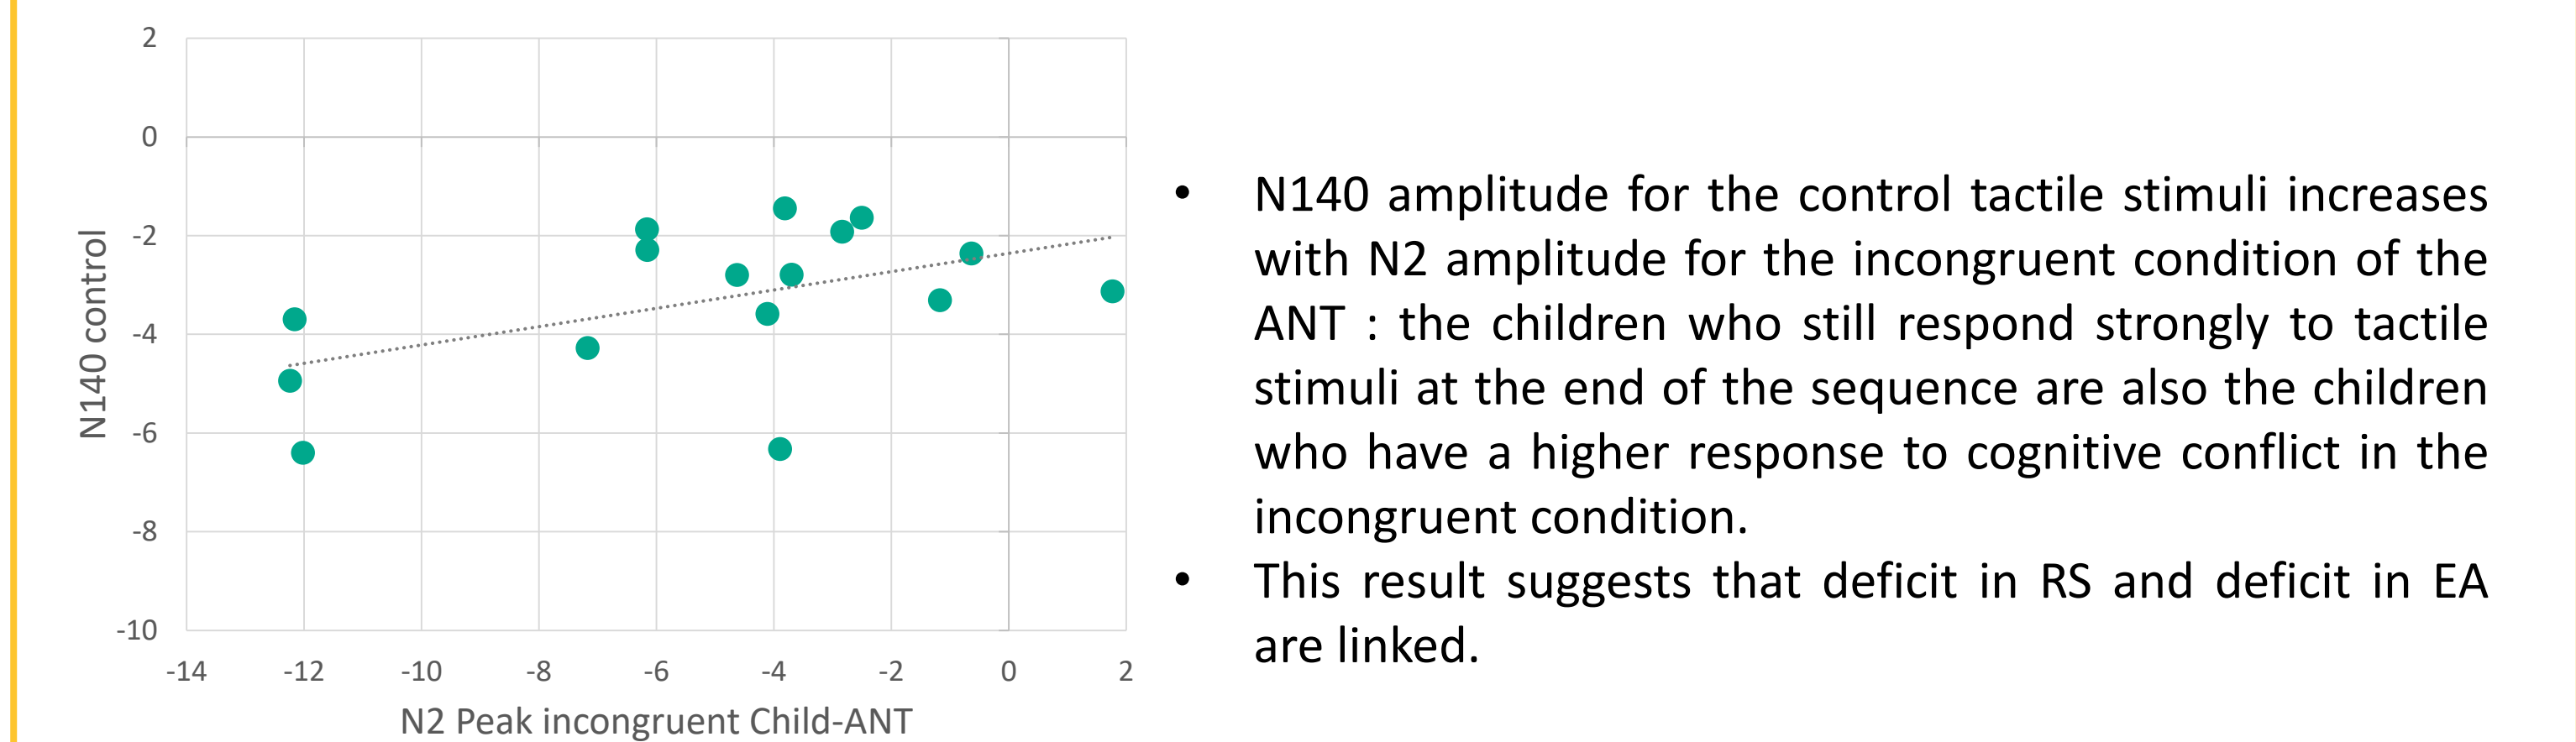 2
0
-2
-4
-6
-8
-10
N140 control
-14 -12 -10 -8 -6 -4 -2 0 2
N2 Peak incongruent Child-ANT
• N140 amplitude for the control tactile stimuli increases
with N2 amplitude for the incongruent condition of the
ANT : the children who still respond strongly to tactile
stimuli at the end of the sequence are also the children
who have a higher response to cognitive conflict in the
incongruent condition.
• This result suggests that deficit in RS and deficit in EA
are linked.